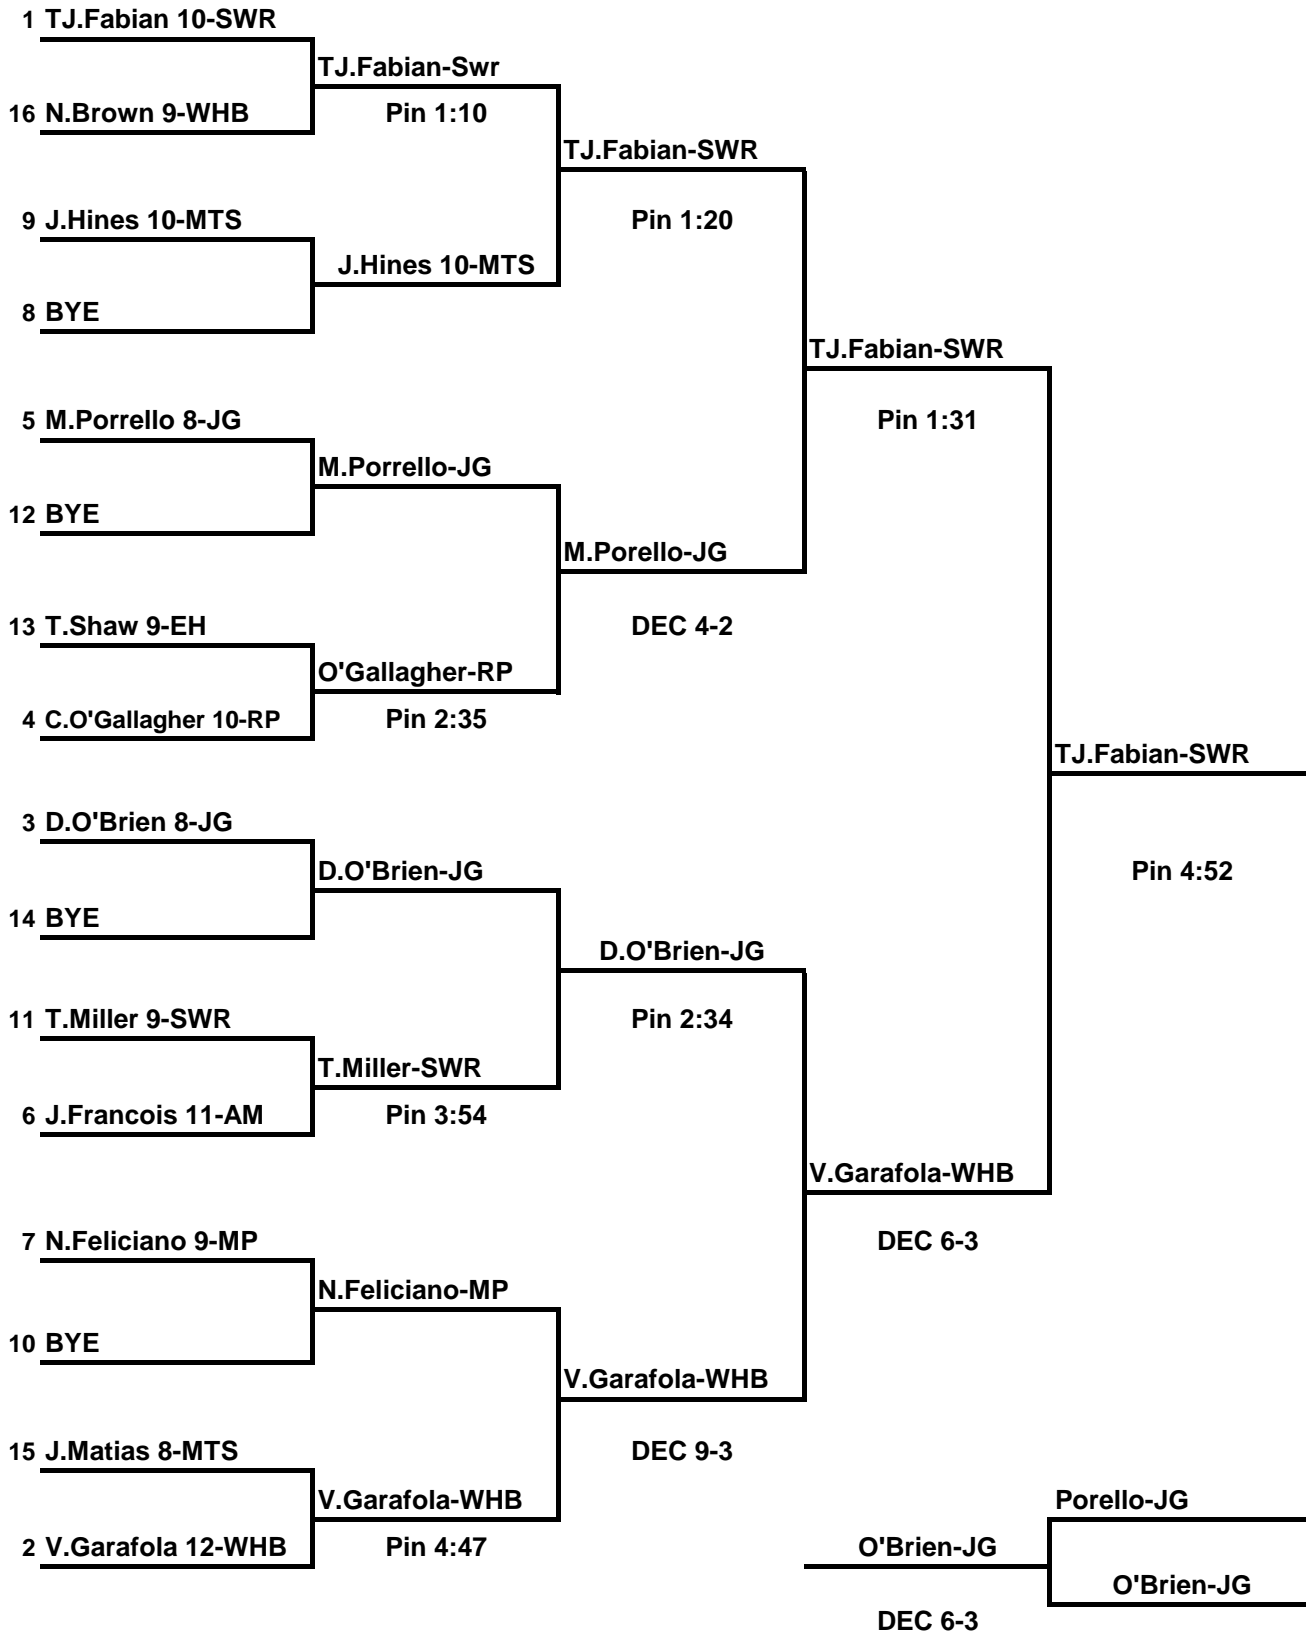 1 TJ.Fabian 10-SWR
TJ.Fabian-Swr
16 N.Brown 9-WHB
Pin 1:10
TJ.Fabian-SWR
9 J.Hines 10-MTS
Pin 1:20
J.Hines 10-MTS
8 BYE
TJ.Fabian-SWR
5 M.Porrello 8-JG
Pin 1:31
M.Porrello-JG
12 BYE
M.Porello-JG
13 T.Shaw 9-EH
DEC 4-2
O'Gallagher-RP
4 C.O'Gallagher 10-RP
Pin 2:35
TJ.Fabian-SWR
3 D.O'Brien 8-JG
D.O'Brien-JG
Pin 4:52
14 BYE
D.O'Brien-JG
11 T.Miller 9-SWR
Pin 2:34
T.Miller-SWR
6 J.Francois 11-AM
Pin 3:54
V.Garafola-WHB
7 N.Feliciano 9-MP
DEC 6-3
N.Feliciano-MP
10 BYE
V.Garafola-WHB
15 J.Matias 8-MTS
DEC 9-3
V.Garafola-WHB
Porello-JG
2 V.Garafola 12-WHB
Pin 4:47
O'Brien-JG
O'Brien-JG
DEC 6-3